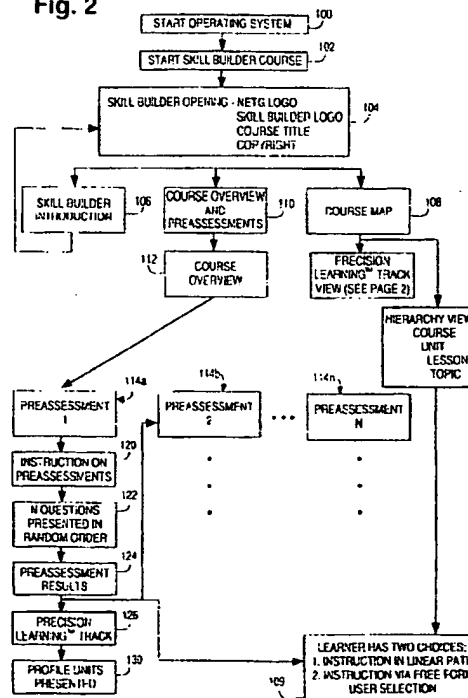 Fig. 2
START OPERATING SYSTEM
100
START SKILL BUILDER COURSE
102
SKILL BUILDER OPENING - NETG LOGO
SKILL BUILDER LOGO
COURSE TITLE
COPYRIGHT
104
SKILL BUILDER
INTRODUCTION
106
COURSE OVERVIEW
AND
PREASSESSMENTS
110
COURSE MAP
108
112
COURSE
OVERVIEW
PRECISION
LEARNING™ TRACK
VIEW (SEE PAGE 2)
HIERARCHY VIEW
COURSE
UNIT
LESSON
TOPIC
PREASSESSMENT
1
114a
PREASSESSMENT
2
114b
• • •
PREASSESSMENT
N
114n
INSTRUCTION ON
PREASSESSMENTS
120
N QUESTIONS
PRESENTED IN
RANDOM ORDER
122
PREASSESSMENT
RESULTS
124
PRECISION
LEARNING™ TRACK
126
PROFILE UNITS
PRESENTED
130
LEARNER HAS TWO CHOICES:
1. INSTRUCTION IN LINEAR PATH
2. INSTRUCTION VIA FREE FORM
USER SELECTION
109